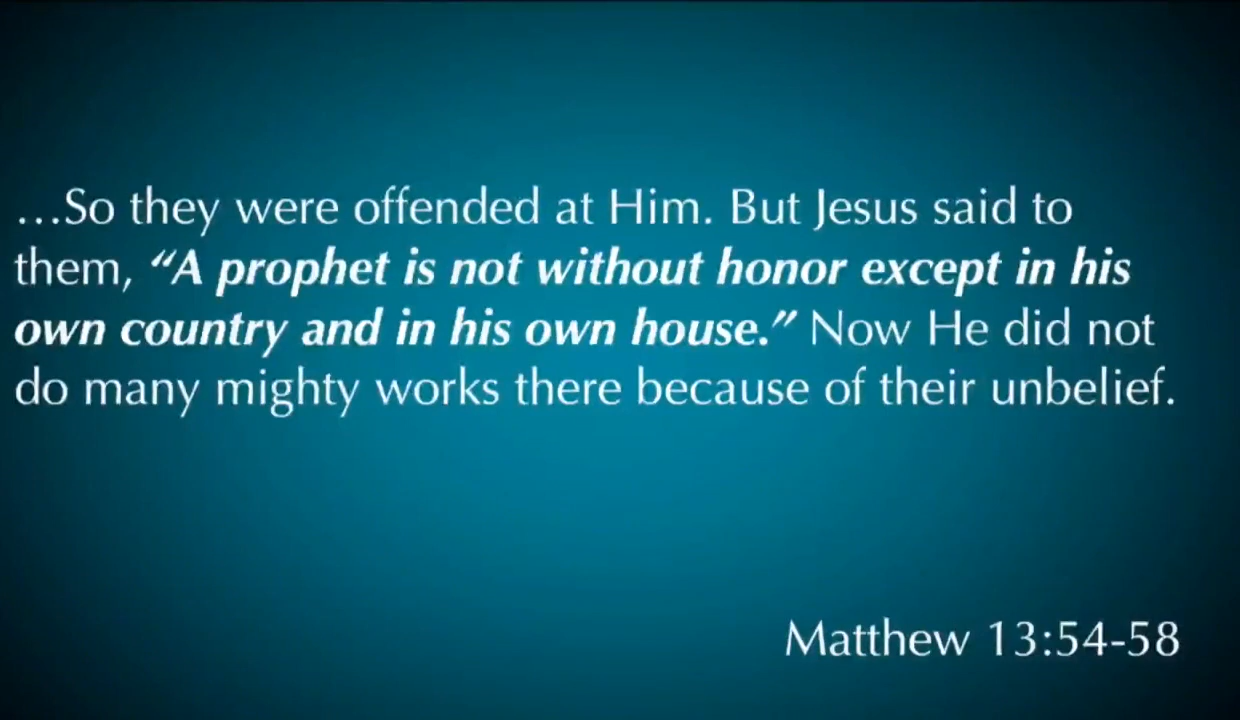 …So they were offended at Him. But Jesus said to
them, “A prophet is not without honor except in his
own country and in his own house.” Now He did not
do many mighty works there because of their unbelief.
Matthew 13:54-58